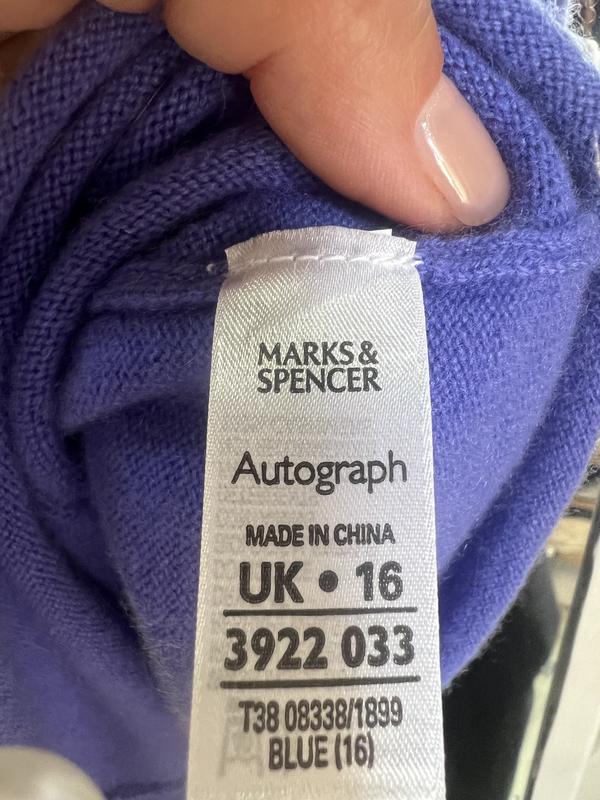 MARKS &
SPENCER
Autograph
MADE IN CHINA
UK • 16
3922 033
T38 08338/1899
BLUE (16)